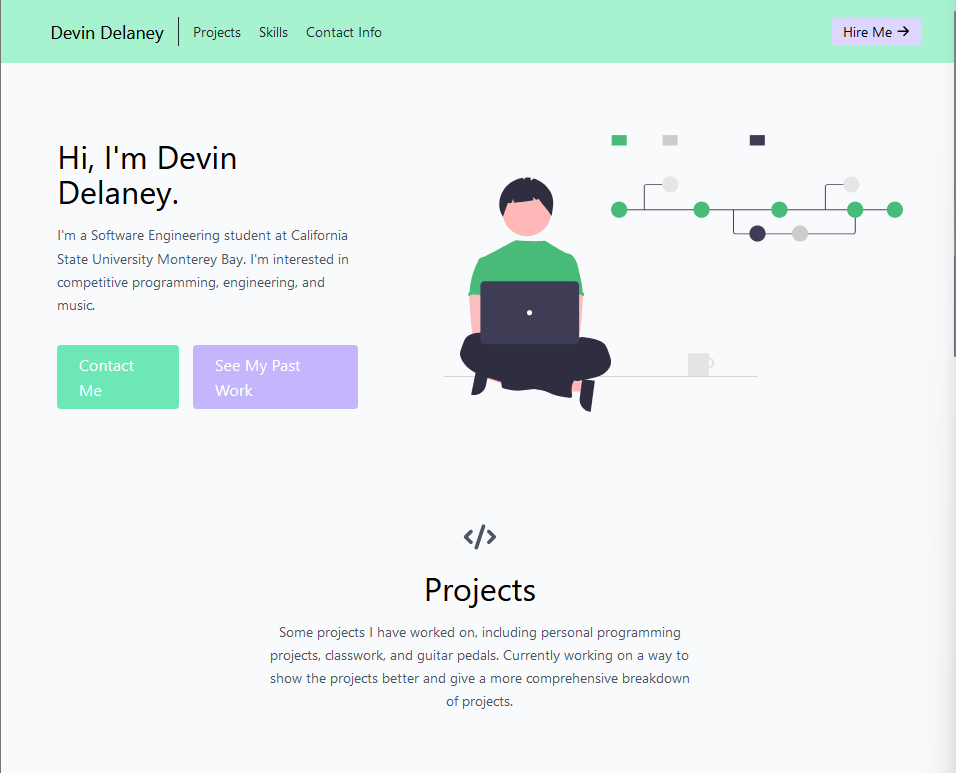 Devin Delaney
Projects
Skills
Contact Info
Hire Me →
Hi, I'm Devin
Delaney.
I'm a Software Engineering student at California
State University Monterey Bay. I'm interested in
competitive programming, engineering, and
music.
Contact
Me
See My Past
Work
</>
Projects
Some projects I have worked on, including personal programming
projects, classwork, and guitar pedals. Currently working on a way to
show the projects better and give a more comprehensive breakdown
of projects.